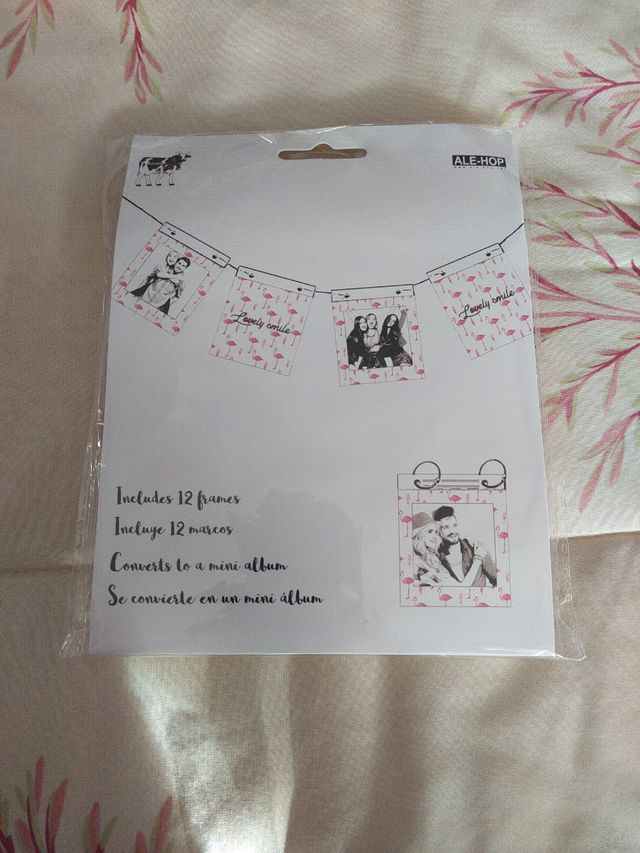 ALE-HOP
Lovely smile
Lovely smile
Includes 12 frames
Incluye 12 marcos
Converts to a mini album
Se convierte en un mini álbum